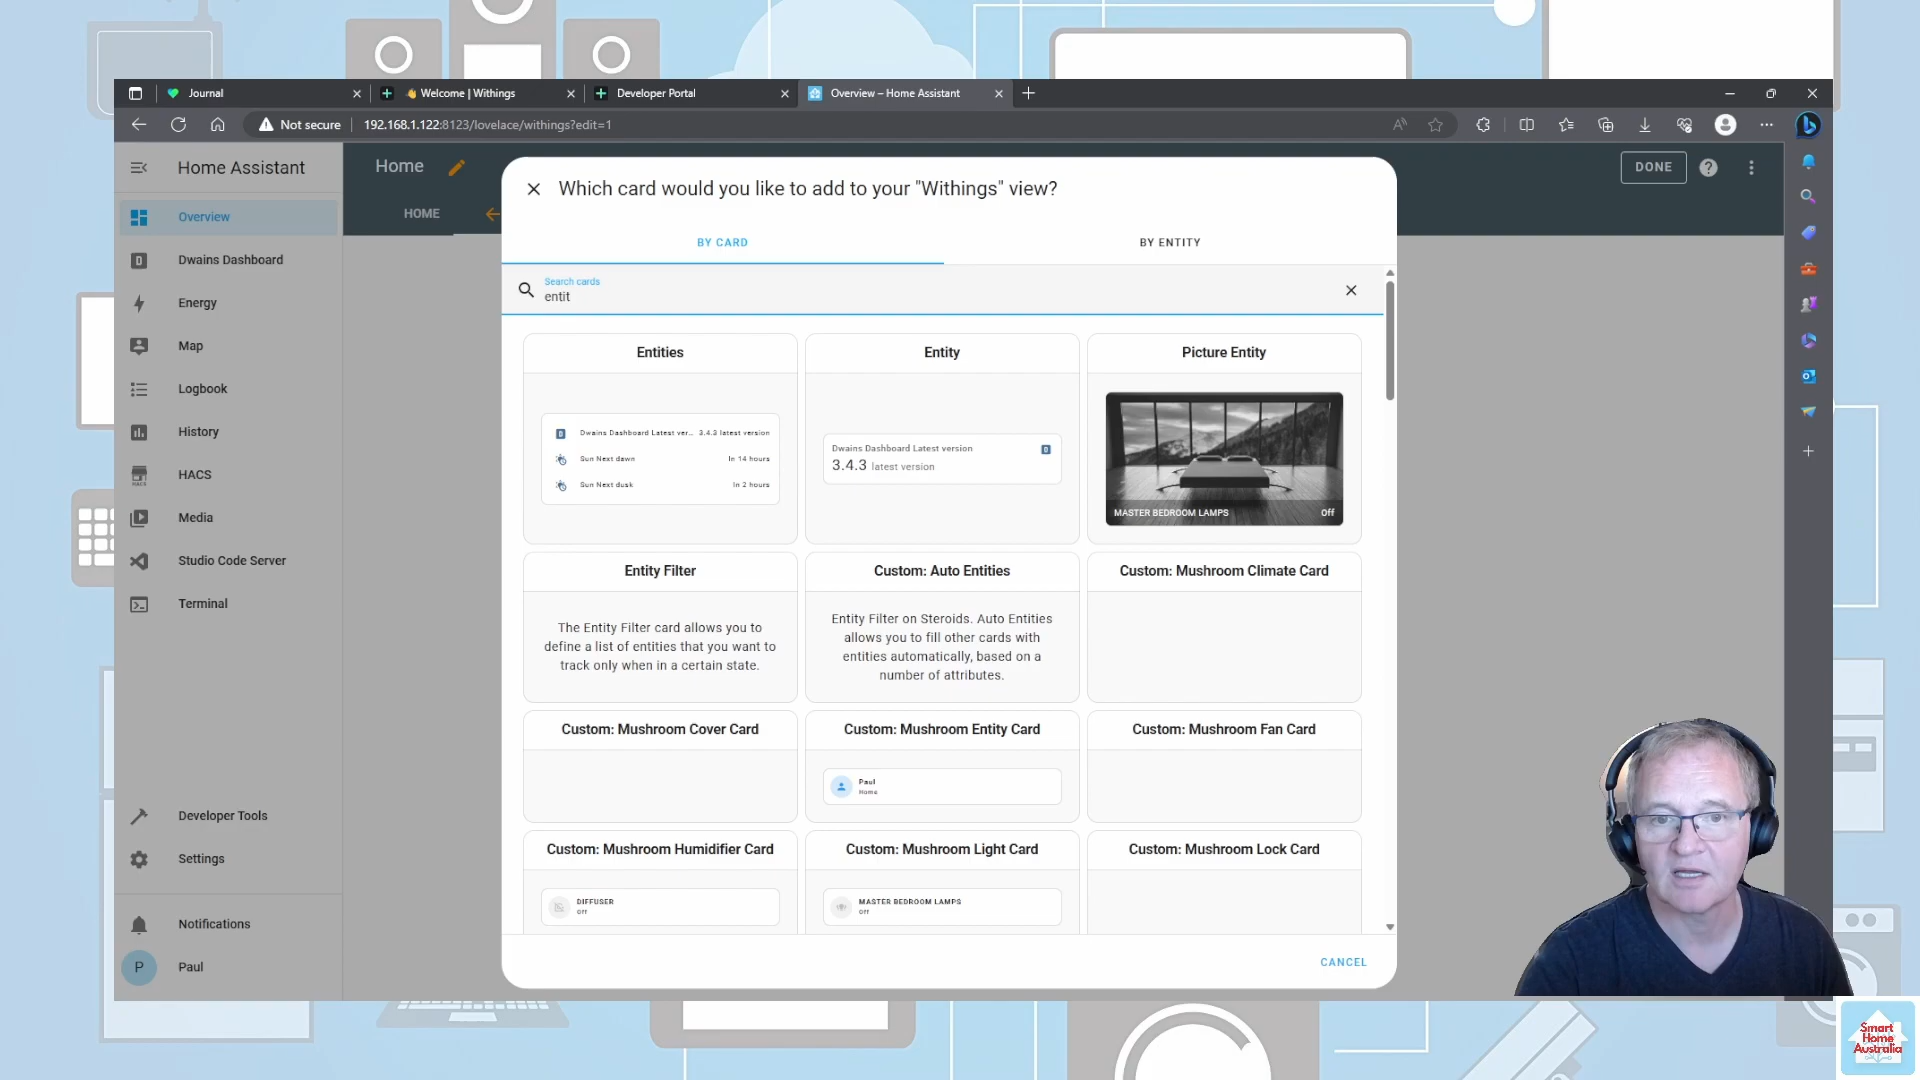 Journal
Welcome | Withings
Developer Portal
Overview – Home Assistant
Not secure
192.168.1.122:8123/lovelace/withings?edit=1
Home Assistant
Home
DONE
HOME
Overview
Dwains Dashboard
Energy
Map
Logbook
History
HACS
Media
Studio Code Server
Terminal
Developer Tools
Settings
Notifications
P
Paul
Which card would you like to add to your "Withings" view?
BY CARD
BY ENTITY
Search cards
entit
Entities
Dwains Dashboard Latest ver... 3.4.3 latest version
Sun Next dawn In 14 hours
Sun Next dusk In 2 hours
Entity
Dwains Dashboard Latest version
3.4.3 latest version
Picture Entity
MASTER BEDROOM LAMPS Off
Entity Filter
The Entity Filter card allows you to
define a list of entities that you want to
track only when in a certain state.
Custom: Auto Entities
Entity Filter on Steroids. Auto Entities
allows you to fill other cards with
entities automatically, based on a
number of attributes.
Custom: Mushroom Climate Card
Custom: Mushroom Cover Card
Custom: Mushroom Entity Card
Paul
Home
Custom: Mushroom Fan Card
Custom: Mushroom Humidifier Card
DIFFUSER
Off
Custom: Mushroom Light Card
MASTER BEDROOM LAMPS
Off
Custom: Mushroom Lock Card
CANCEL
Smart
Home
Australia